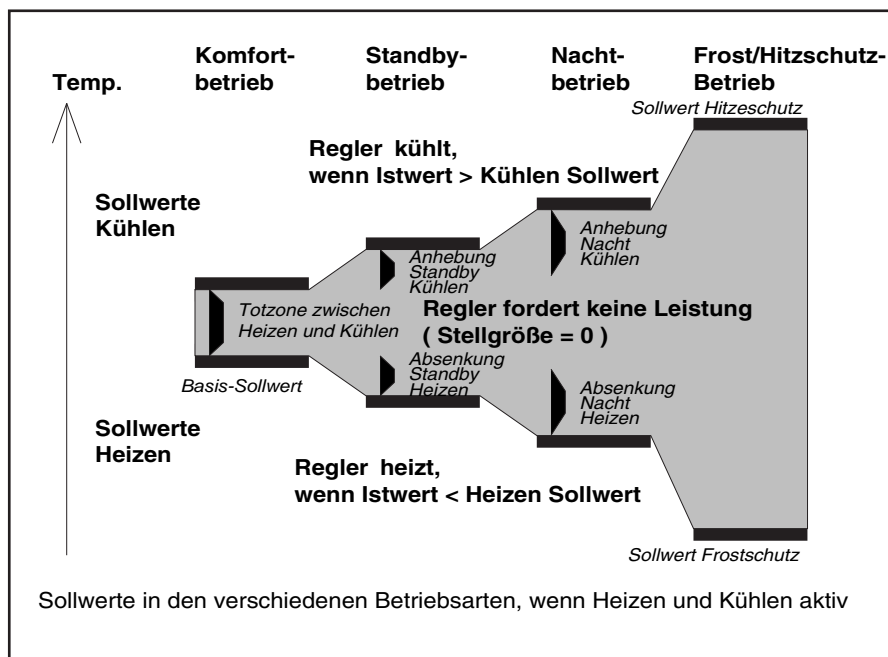 Temp.
Komfort-
betrieb
Standby-
betrieb
Nacht-
betrieb
Frost/Hitzschutz-
Betrieb
Sollwert Hitzeschutz
Regler kühlt,
wenn Istwert > Kühlen Sollwert
Sollwerte
Kühlen
Anhebung
Standby
Kühlen
Anhebung
Nacht
Kühlen
Totzone zwischen
Heizen und Kühlen
Regler fordert keine Leistung
( Stellgröße = 0 )
Basis-Sollwert
Absenkung
Standby
Heizen
Absenkung
Nacht
Heizen
Sollwerte
Heizen
Regler heizt,
wenn Istwert < Heizen Sollwert
Sollwert Frostschutz
Sollwerte in den verschiedenen Betriebsarten, wenn Heizen und Kühlen aktiv